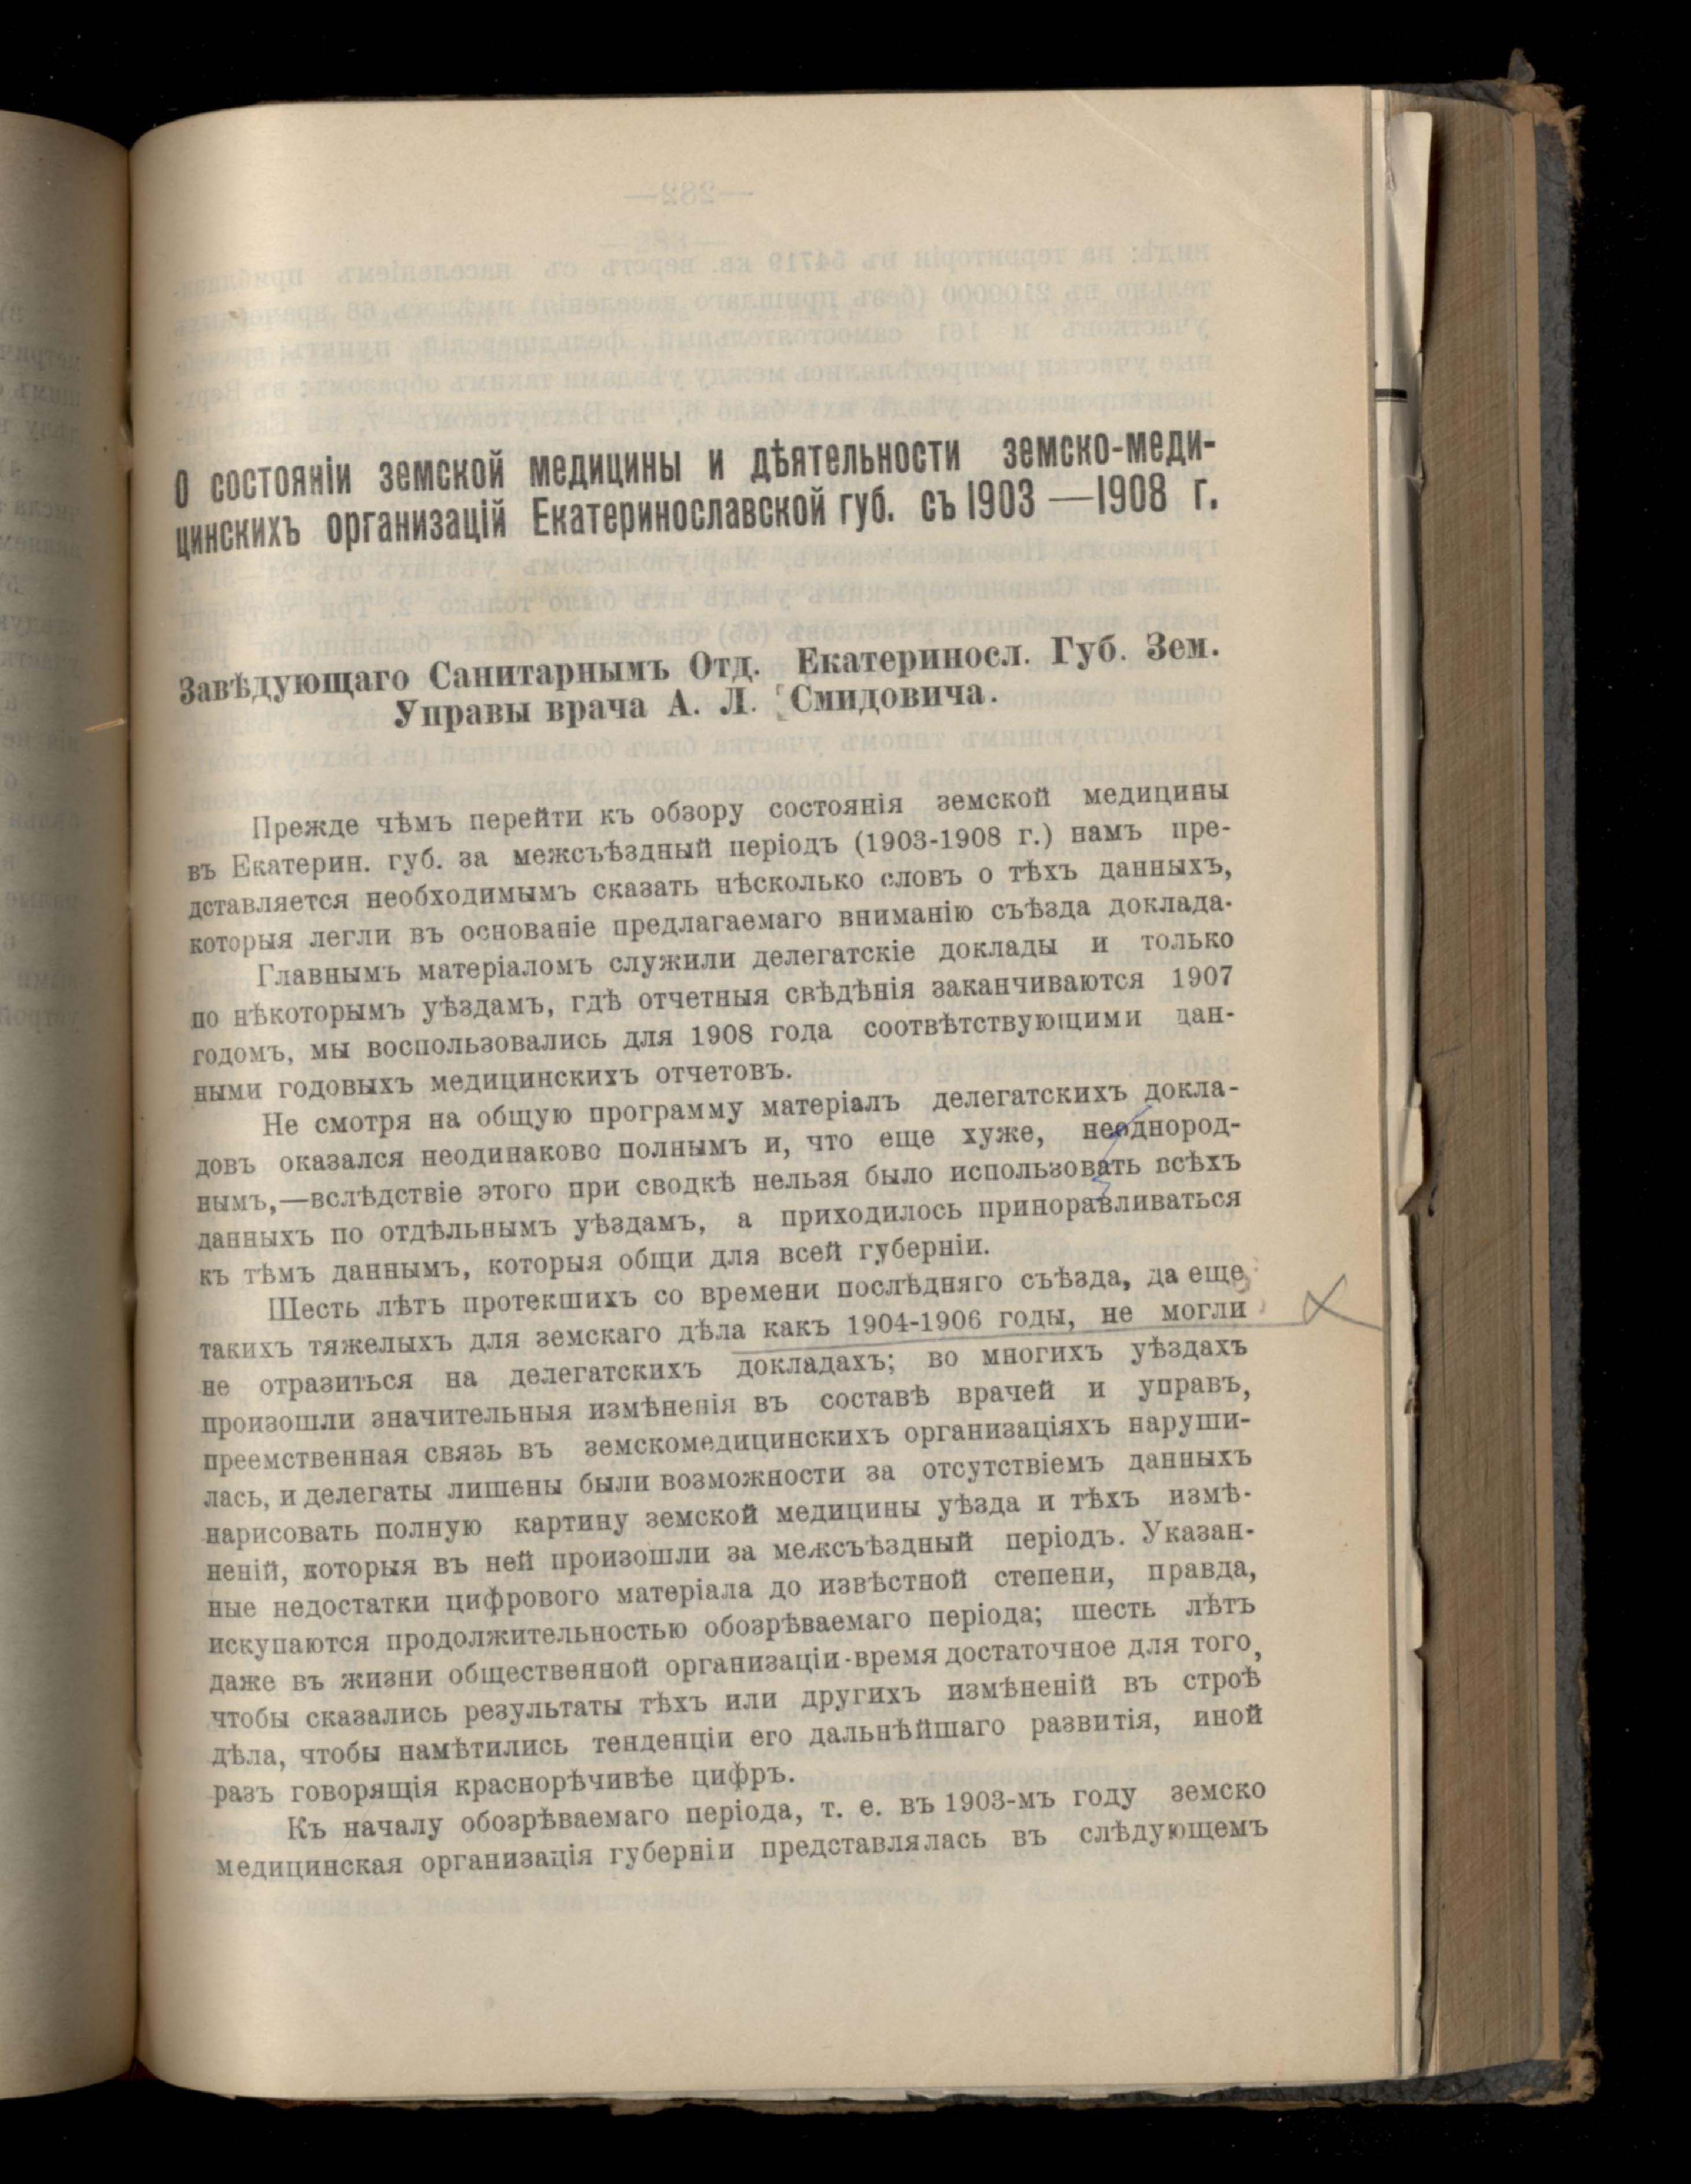 О состоянiи земской медицины и дѣятельности земско-меди-
цинскихъ организацiй Екатеринославской губ. съ 1903 —1908 г.
Завѣдующаго Санитарнымъ Отд. Екатериносл. Губ. Зем.
Управы врача А. Л. Смидовича.
Прежде чѣмъ перейти къ обзору состоянiя земской медицины
въ Екатерин. губ. за межсъѣздный перiодъ (1903-1908 г.) намъ пре-
дставляется необходимымъ сказать нѣсколько словъ о тѣхъ данныхъ,
которыя легли въ основанiе предлагаемаго вниманiю съѣзда доклада.
Главнымъ матерiаломъ служили делегатскiе доклады и только
по нѣкоторымъ уѣздамъ, гдѣ отчетныя свѣдѣнiя заканчиваются 1907
годомъ, мы воспользовались для 1908 года соотвѣтствующими дан-
ными годовыхъ медицинскихъ отчетовъ.
Не смотря на общую программу матерiалъ делегатскихъ докла-
довъ оказался неодинаково полнымъ и, что еще хуже, неоднород-
нымъ,—вслѣдствiе этого при сводкѣ нельзя было использовать всѣхъ
данныхъ по отдѣльнымъ уѣздамъ, а приходилось приноравливаться
къ тѣмъ даннымъ, которыя общи для всей губернiи.
Шесть лѣтъ протекшихъ со времени послѣдняго съѣзда, да еще
такихъ тяжелыхъ для земскаго дѣла какъ 1904-1906 годы, не могли
не отразиться на делегатскихъ докладахъ; во многихъ уѣздахъ
произошли значительныя измѣненiя въ составѣ врачей и управъ,
преемственная связь въ земскомедицинскихъ организацiяхъ наруши-
лась, и делегаты лишены были возможности за отсутствiемъ данныхъ
нарисовать полную картину земской медицины уѣзда и тѣхъ измѣ-
ненiй, которыя въ ней произошли за межсъѣздный перiодъ. Указан-
ные недостатки цифрового матерiала до извѣстной степени, правда,
искупаются продолжительностью обозрѣваемаго перiода; шесть лѣтъ
даже въ жизни общественной организацiи-время достаточное для того,
чтобы сказались результаты тѣхъ или другихъ измѣненiй въ строѣ
дѣла, чтобы намѣтились тенденцiи его дальнѣйшаго развитiя, иной
разъ говорящiя краснорѣчивѣе цифръ.
Къ началу обозрѣваемаго перiода, т. е. въ 1903-мъ году земско
медицинская организацiя губернiи представлялась въ слѣдующемъ